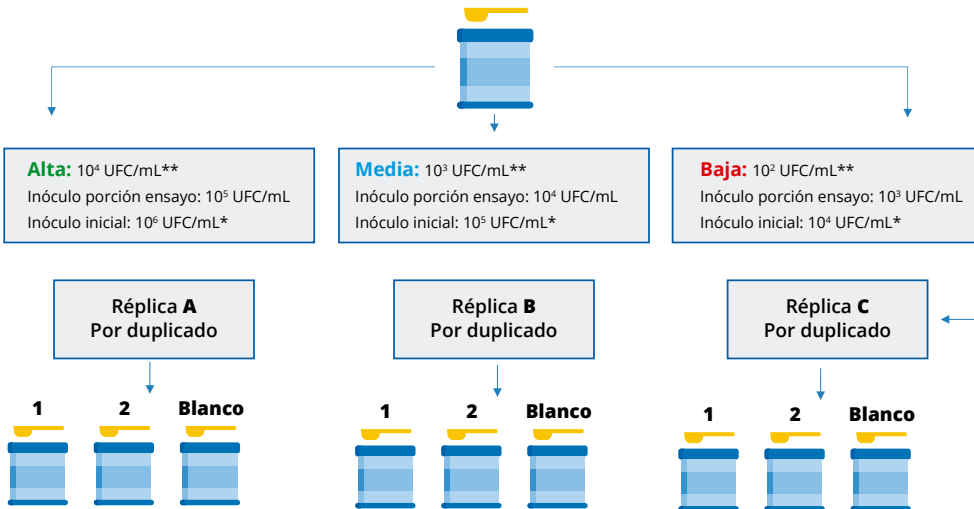 Alta: 10⁴ UFC/mL**
Inóculo porción ensayo: 10⁵ UFC/mL
Inóculo inicial: 10⁶ UFC/mL*
Media: 10³ UFC/mL**
Inóculo porción ensayo: 10⁴ UFC/mL
Inóculo inicial: 10⁵ UFC/mL*
Baja: 10² UFC/mL**
Inóculo porción ensayo: 10³ UFC/mL
Inóculo inicial: 10⁴ UFC/mL*
Réplica A
Por duplicado
Réplica B
Por duplicado
Réplica C
Por duplicado
1 2 Blanco
1 2 Blanco
1 2 Blanco